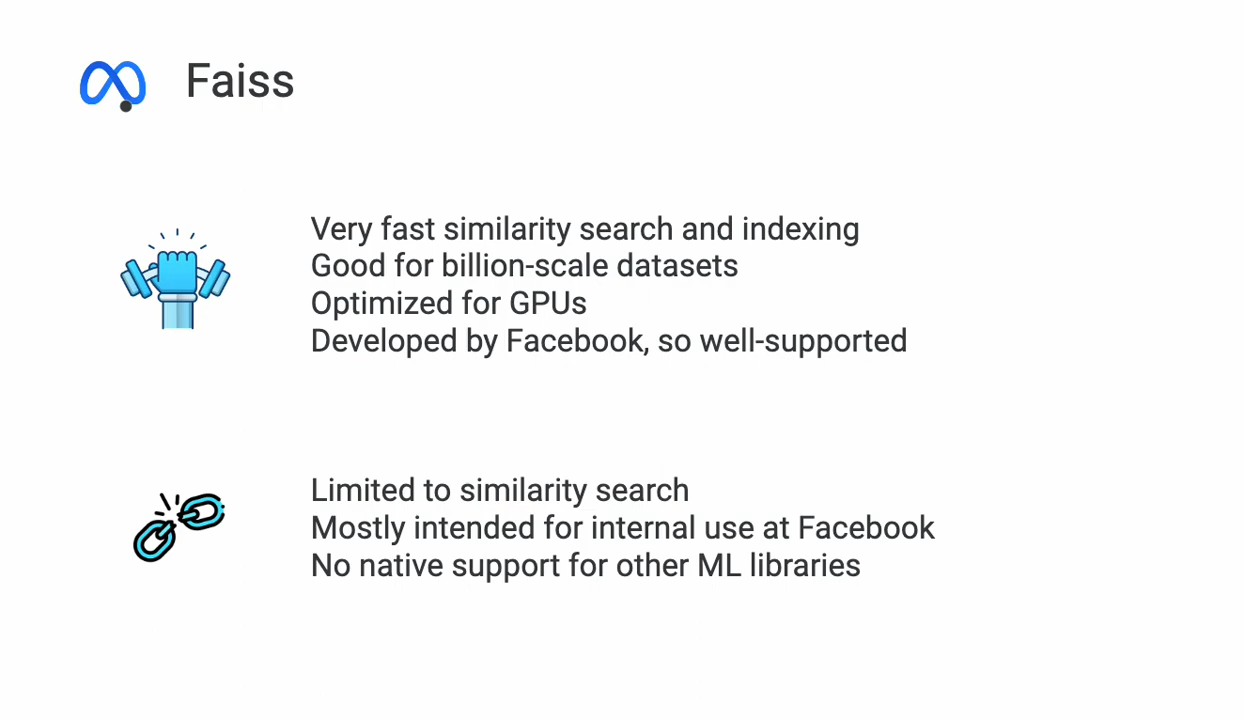 Faiss
Very fast similarity search and indexing
Good for billion-scale datasets
Optimized for GPUs
Developed by Facebook, so well-supported
Limited to similarity search
Mostly intended for internal use at Facebook
No native support for other ML libraries